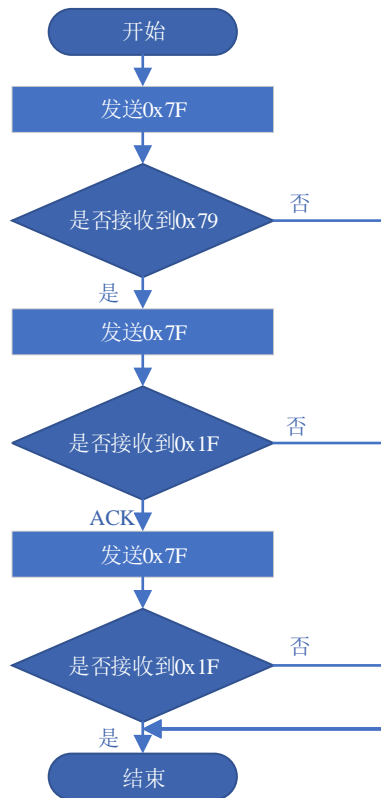 开始
发送0x7F
是否接收到0x79
否
是
发送0x7F
是否接收到0x1F
否
ACK
发送0x7F
是否接收到0x1F
否
是
结束